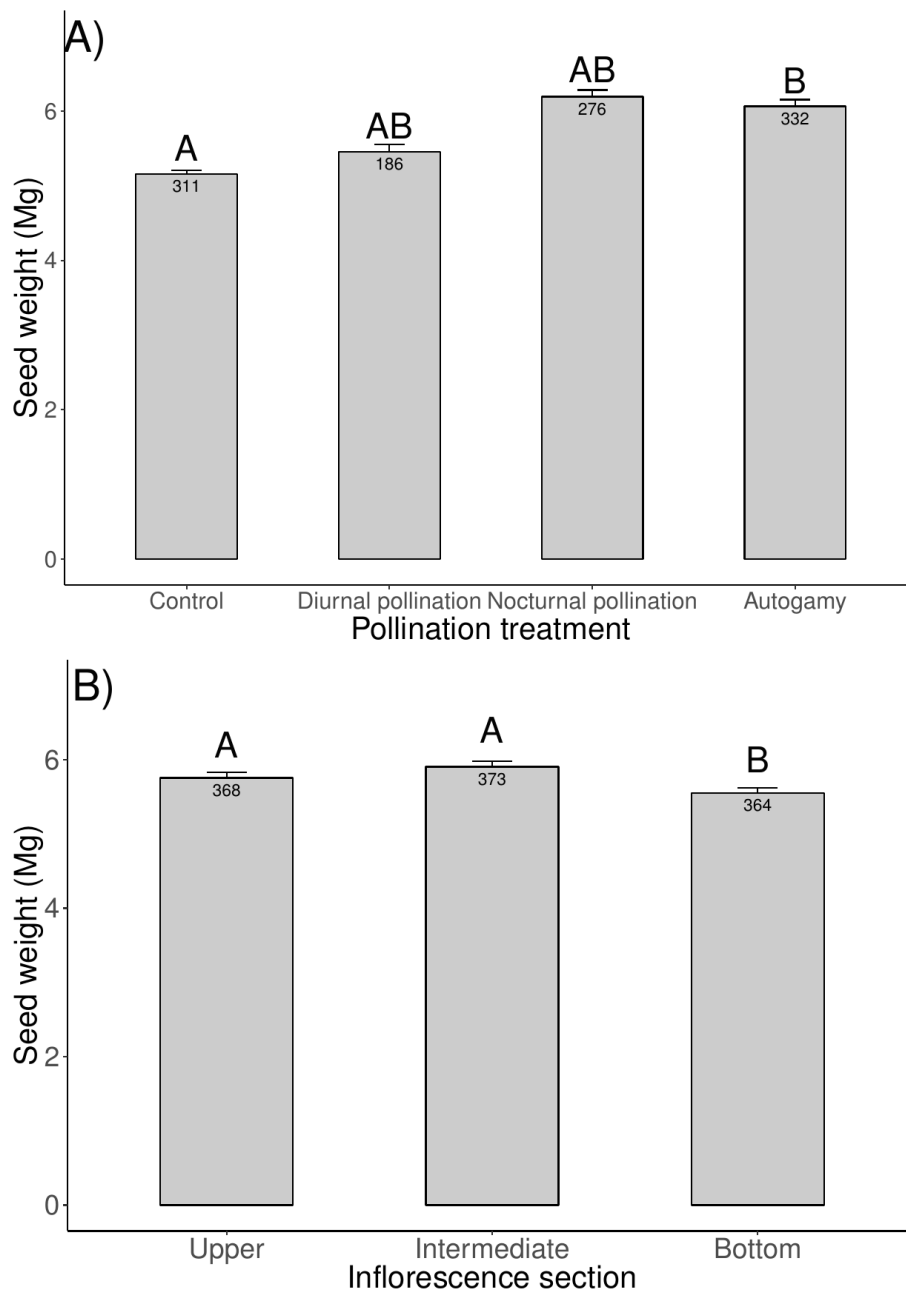 A)
Seed weight (Mg)
6
4
2
0
A
AB
AB
B
311
186
276
332
Control
Diurnal pollination
Nocturnal pollination
Autogamy
Pollination treatment
B)
Seed weight (Mg)
6
4
2
0
A
A
B
368
373
364
Upper
Intermediate
Bottom
Inflorescence section